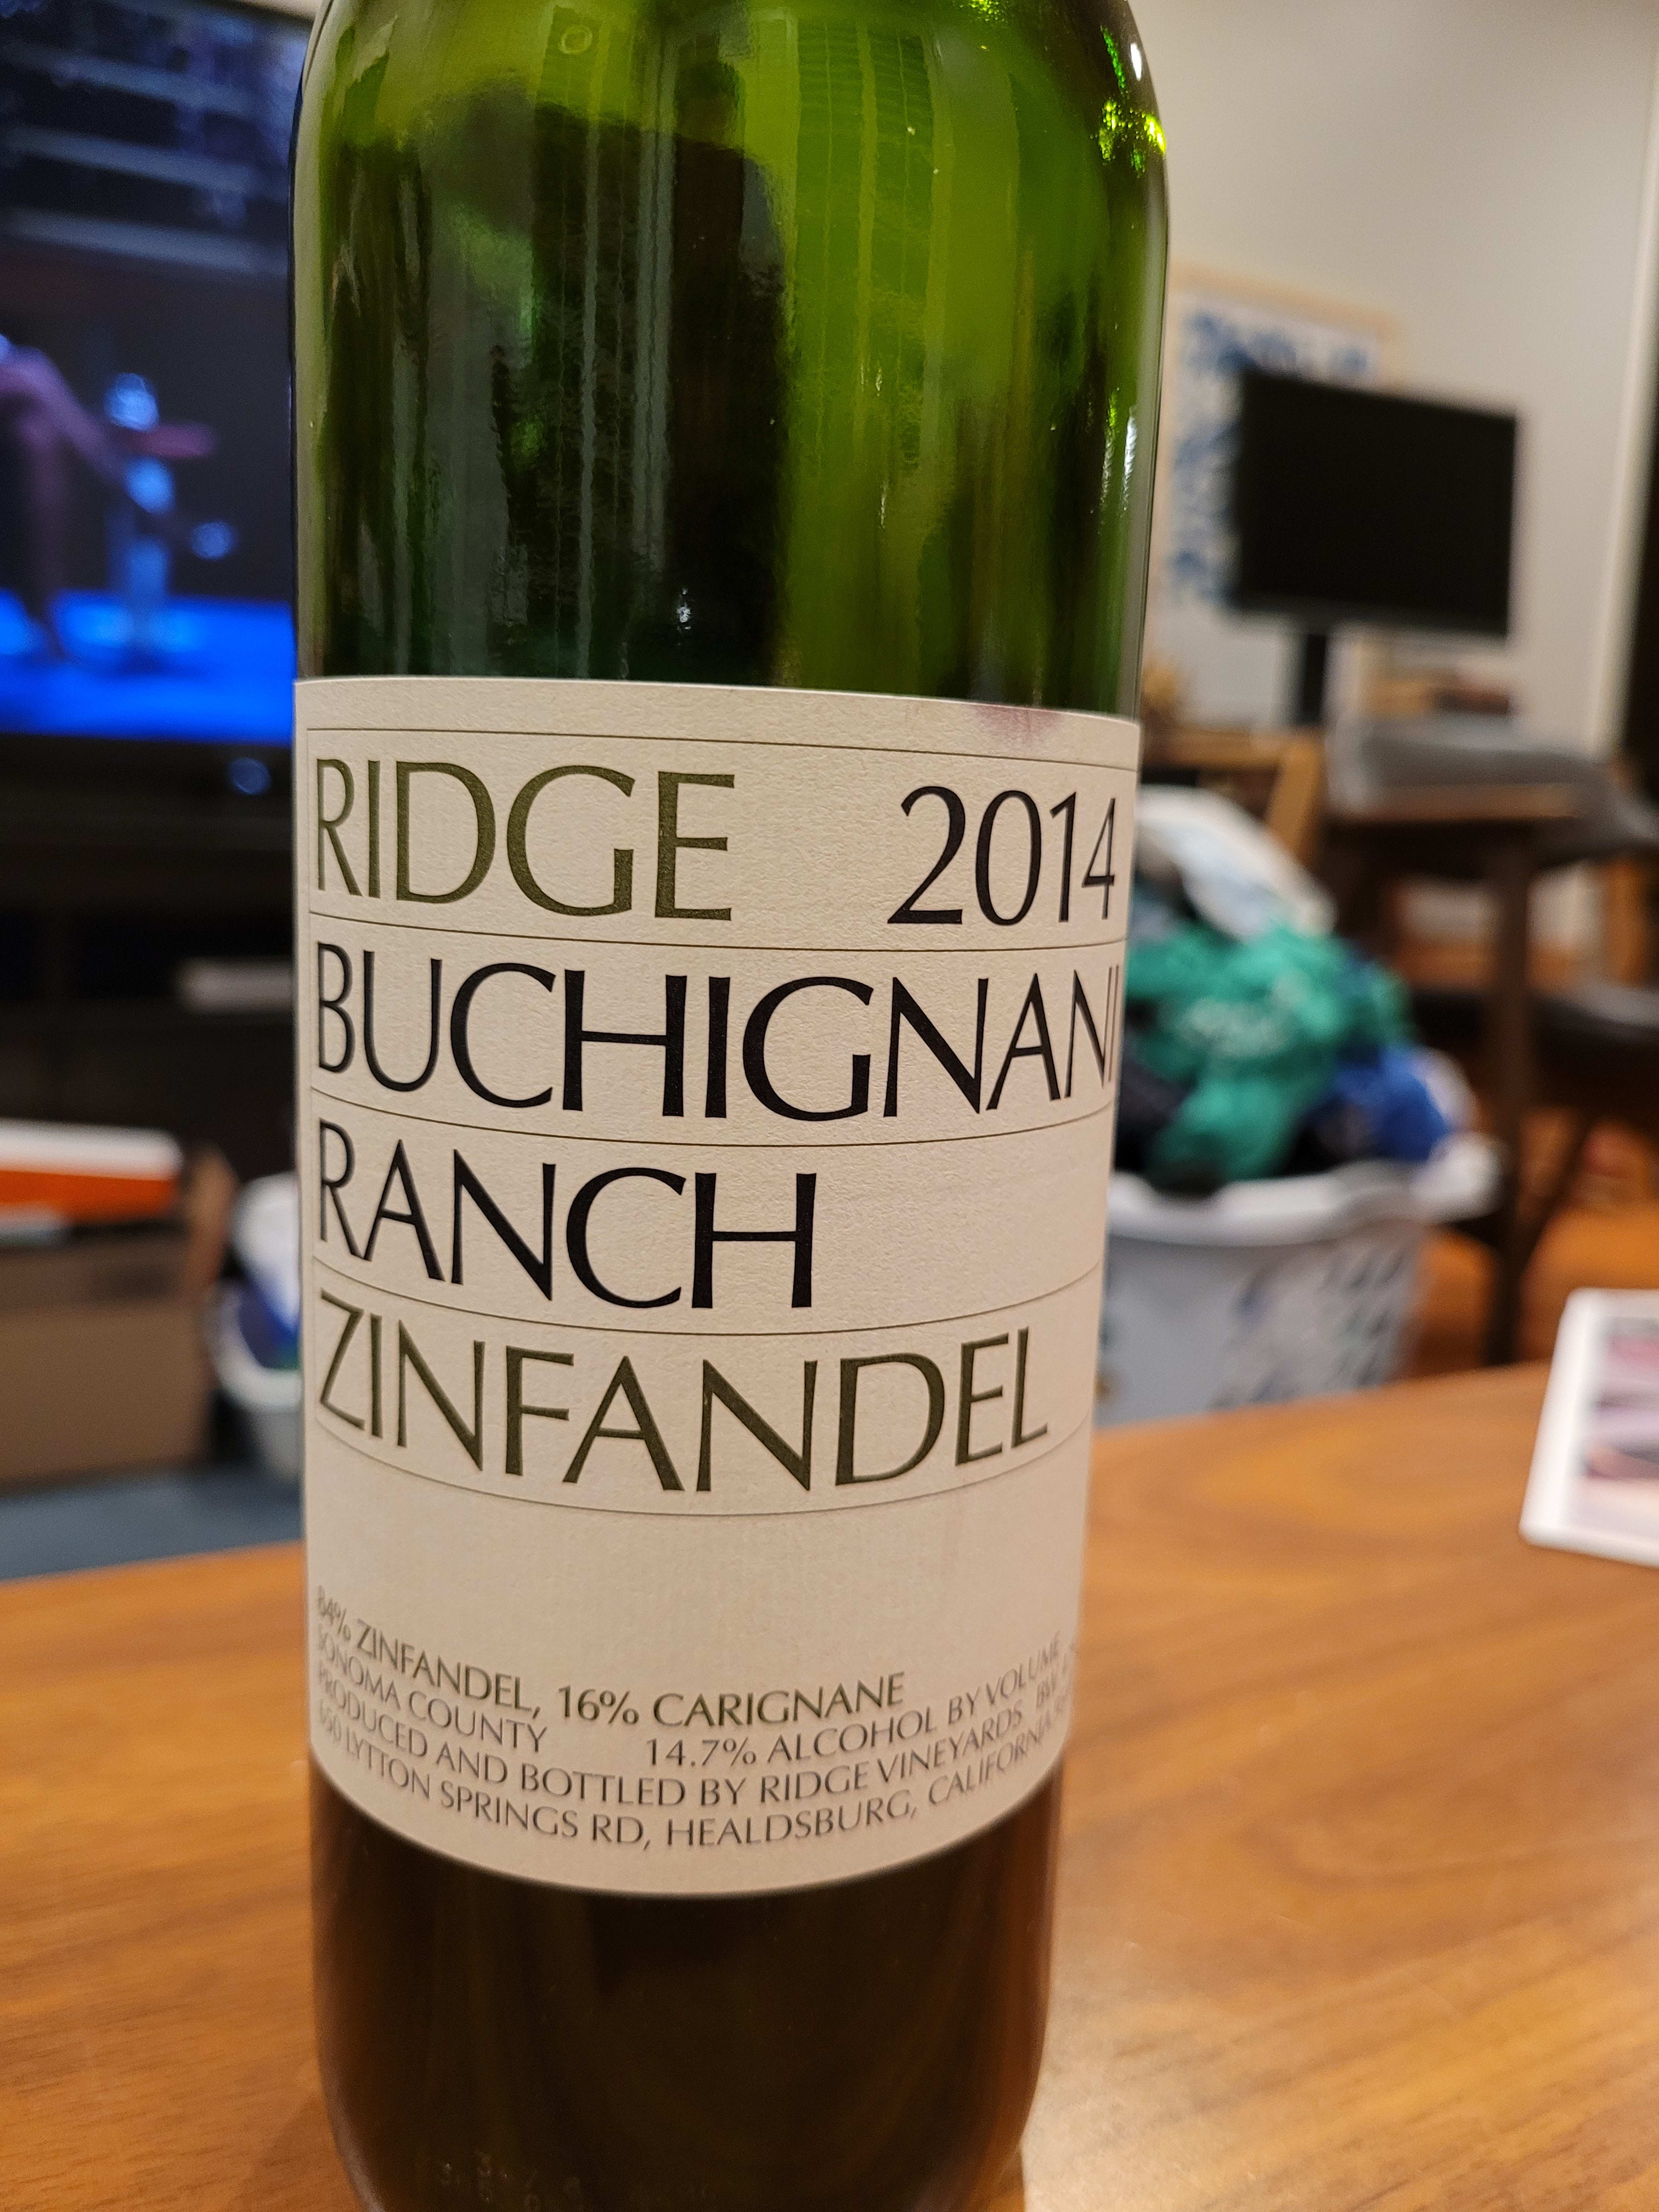 RIDGE 2014
BUCHIGNANI
RANCH
ZINFANDEL
84% ZINFANDEL, 16% CARIGNANE
SONOMA COUNTY 14.7% ALCOHOL BY VOLUME
PRODUCED AND BOTTLED BY RIDGE VINEYARDS BW
650 LYTTON SPRINGS RD, HEALDSBURG, CALIFORNIA